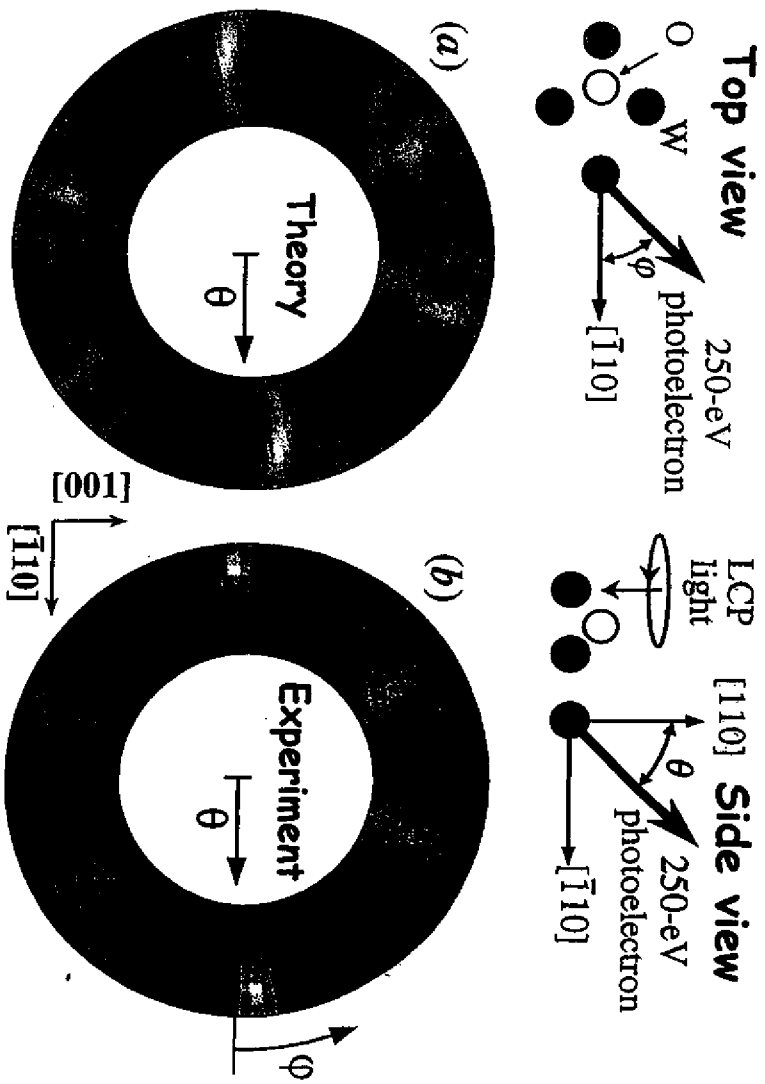 Top view
O
W
φ
250-eV
photoelectron
[1̄10]
Side view
LCP
light
[110]
θ
250-eV
photoelectron
[1̄10]
(a)
Theory
θ
[001]
[1̄10]
(b)
Experiment
θ
φ